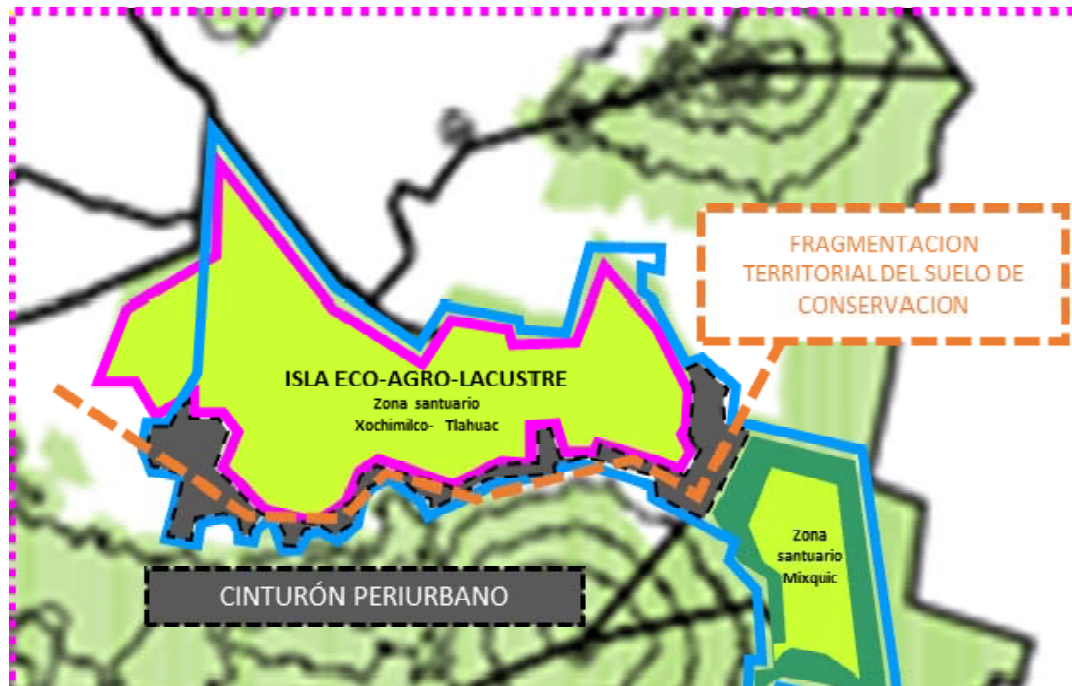 FRAGMENTACION
TERRITORIAL DEL SUELO DE
CONSERVACION
ISLA ECO-AGRO-LACUSTRE
Zona santuario
Xochimilco- Tlahuac
Zona
santuario
Mixquic
CINTURÓN PERIURBANO